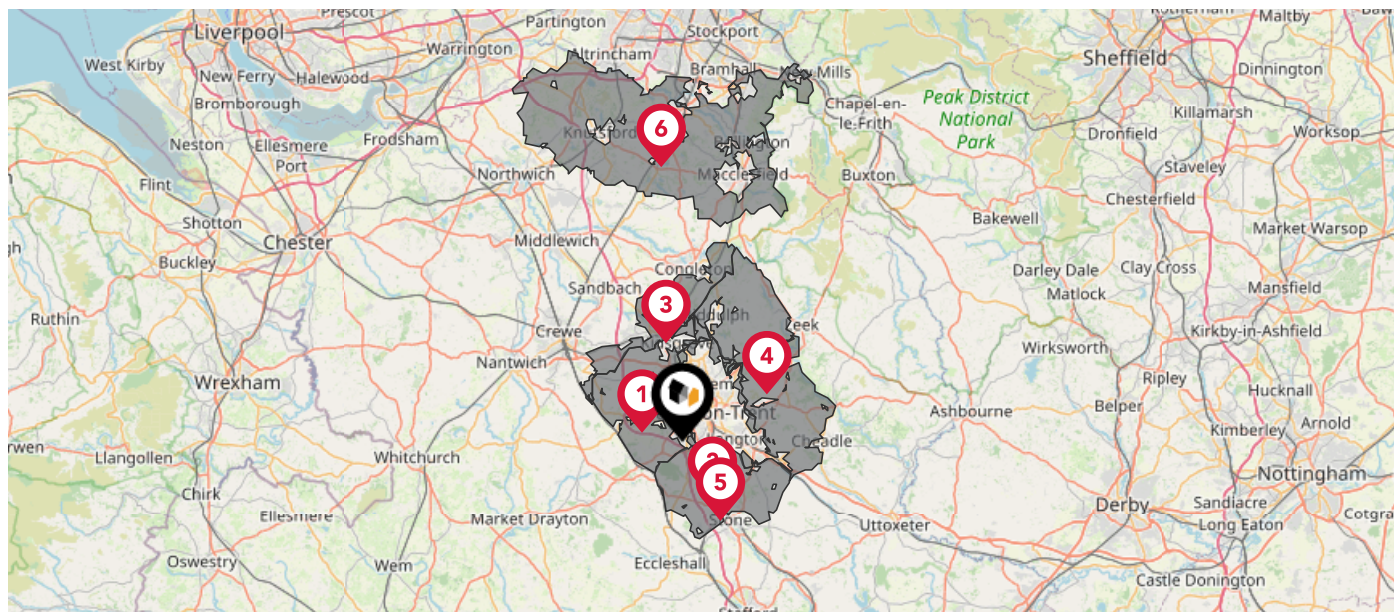 Prescot
Partington
Rotherham
Maltby
Liverpool
Stockport
Warrington
Altrincham
Sheffield
West Kirby
New Ferry
Halewood
Bramhall
Mills
Dinnington
Bromborough
Chapel-en-
le-Frith
Peak District
National
Park
Killamarsh
Knutsford
6
Dronfield
Worksop
Neston
Ellesmere
Port
Frodsham
Staveley
Flint
Northwich
Macclesfield
Buxton
Chesterfield
Shotton
Bakewell
Market Warsop
Chester
Middlewich
Buckley
Congleton
Darley Dale
Clay Cross
Sandbach
Matlock
Mansfield
3
Ruthin
Crewe
Leek
Kirkby-in-Ashfield
Nantwich
4
Wirksworth
Wrexham
Ripley
Hucknall
1
on-Trent
Ashbourne
Belper
Arnold
Kimberley
Cheadle
Llangollen
Whitchurch
2
5
Nottingham
Chirk
Derby
Sandiacre
Ellesmere
Market Drayton
Stone
Uttoxeter
Long Eaton
Cotgra
Oswestry
Wem
Eccleshall
Castle Donington
Stafford